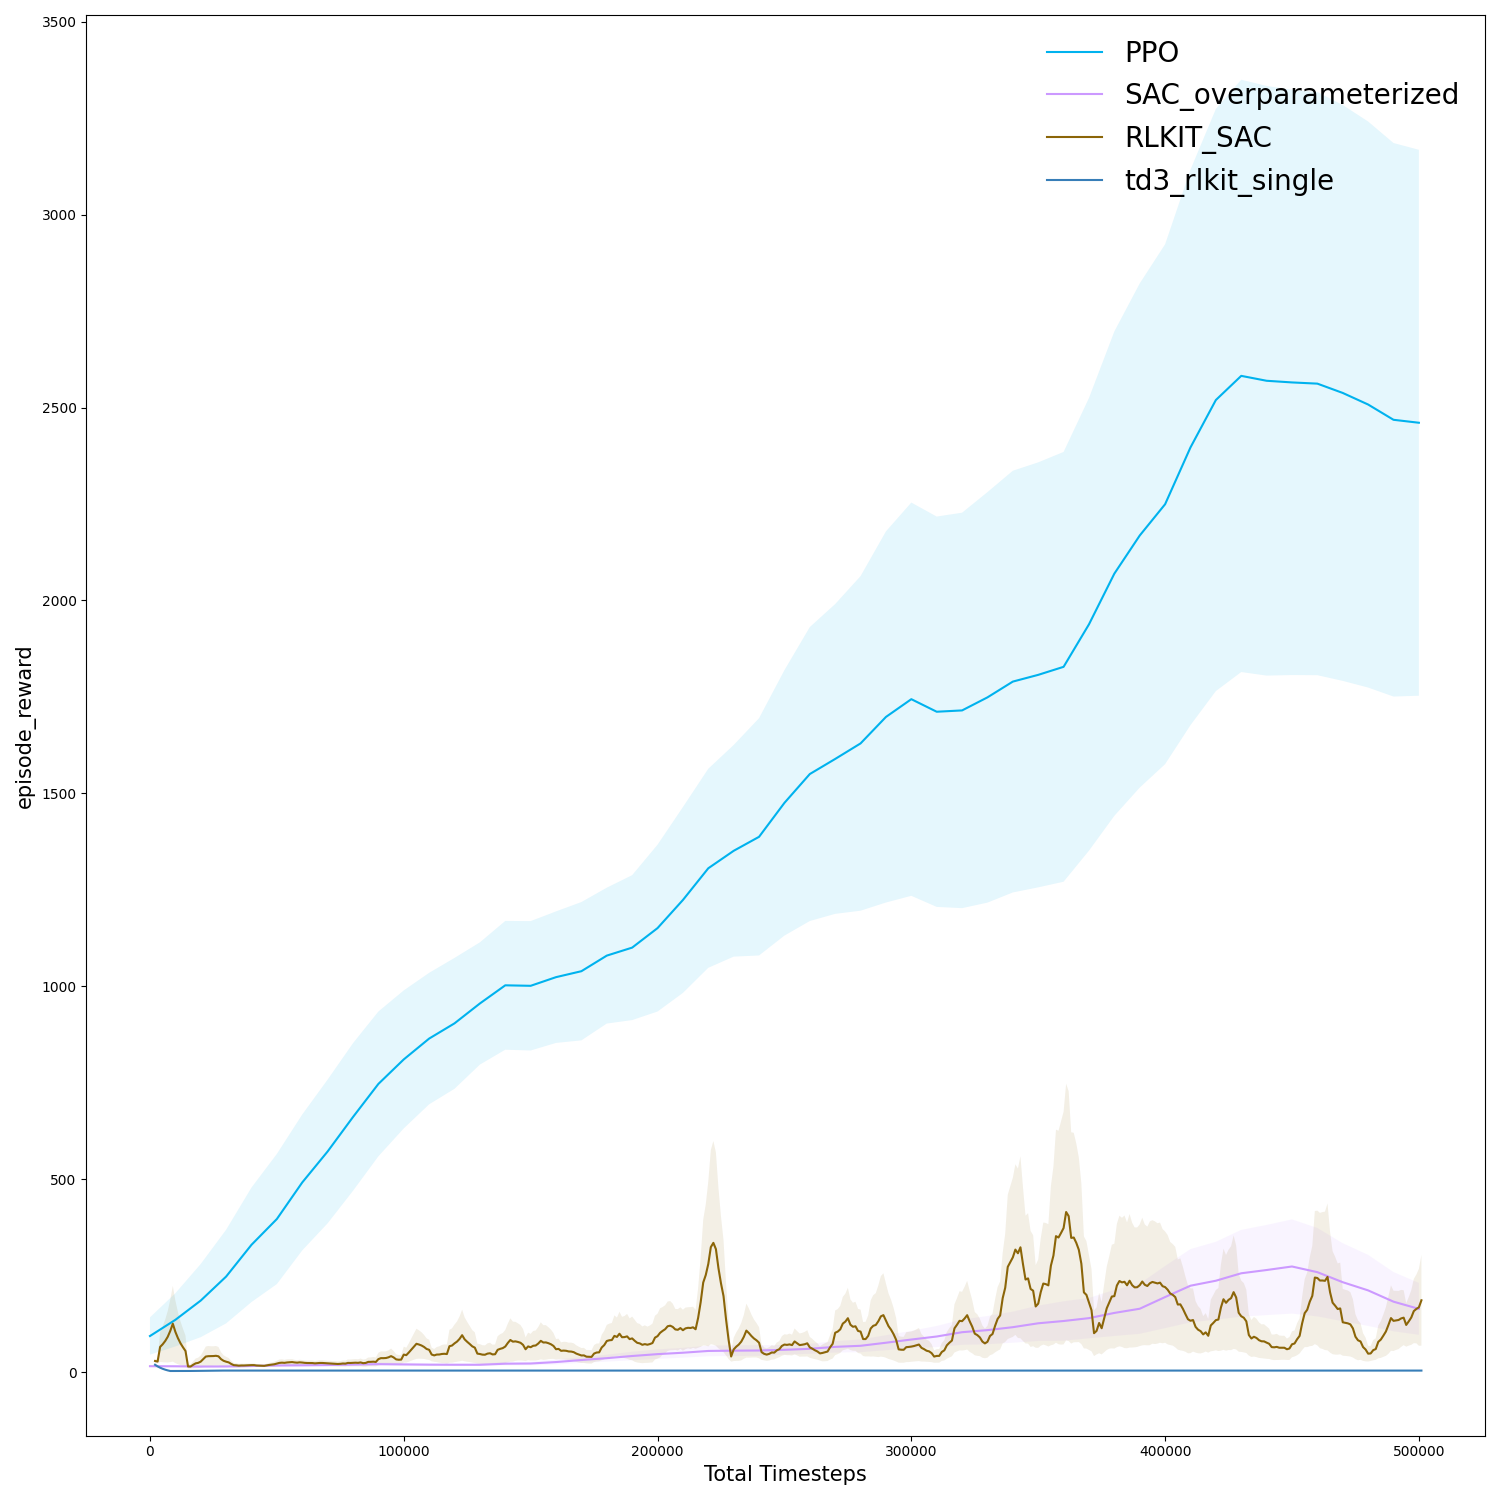 3500
3000
2500
2000
1500
1000
500
0
episode_reward
PPO
SAC_overparameterized
RLKIT_SAC
td3_rlkit_single
0 100000 200000 300000 400000 500000
Total Timesteps